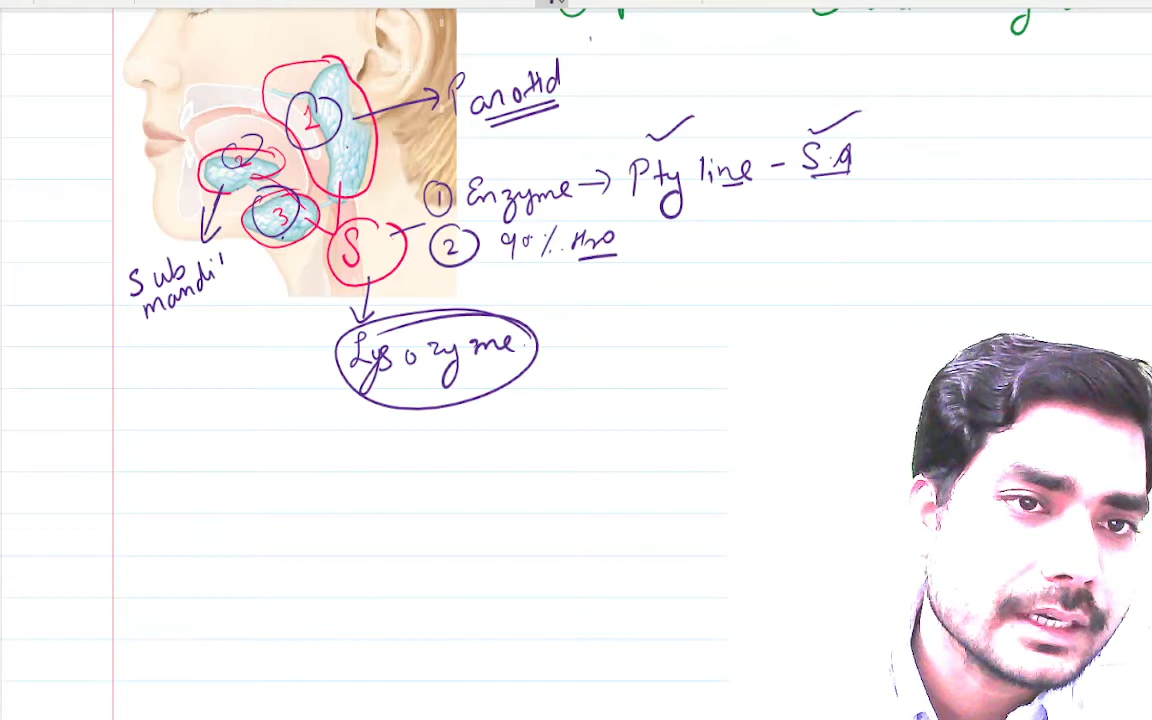 Parotid
1
2
3
① Enzyme → Ptyline - S.A
② 90%. H2O
S
Sub
mandi'
Lysozyme.